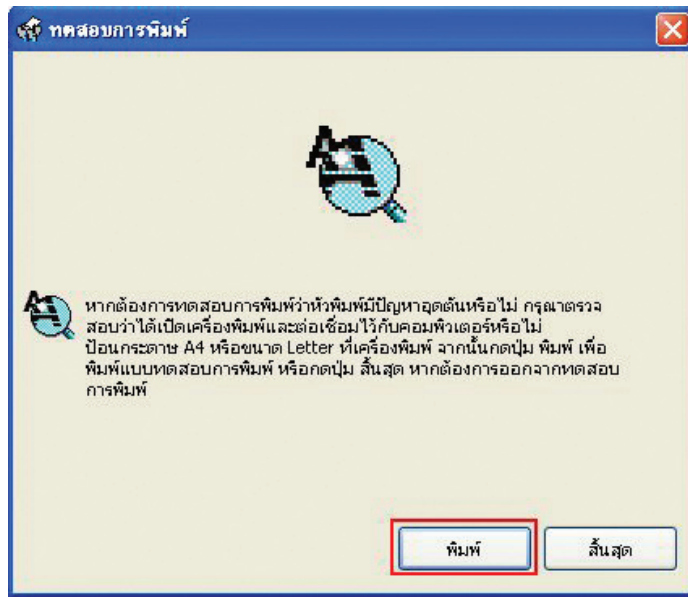 ทดสอบการพิมพ์
หากต้องการทดสอบการพิมพ์ว่าหัวพิมพ์มีปัญหาอุดตันหรือไม่ กรุณาตรวจ
สอบว่าได้เปิดเครื่องพิมพ์และต่อเชื่อมไว้กับคอมพิวเตอร์หรือไม่
ป้อนกระดาษ A4 หรือขนาด Letter ที่เครื่องพิมพ์ จากนั้นกดปุ่ม พิมพ์ เพื่อ
พิมพ์แบบทดสอบการพิมพ์ หรือกดปุ่ม สิ้นสุด หากต้องการออกจากทดสอบ
การพิมพ์
พิมพ์
สิ้นสุด